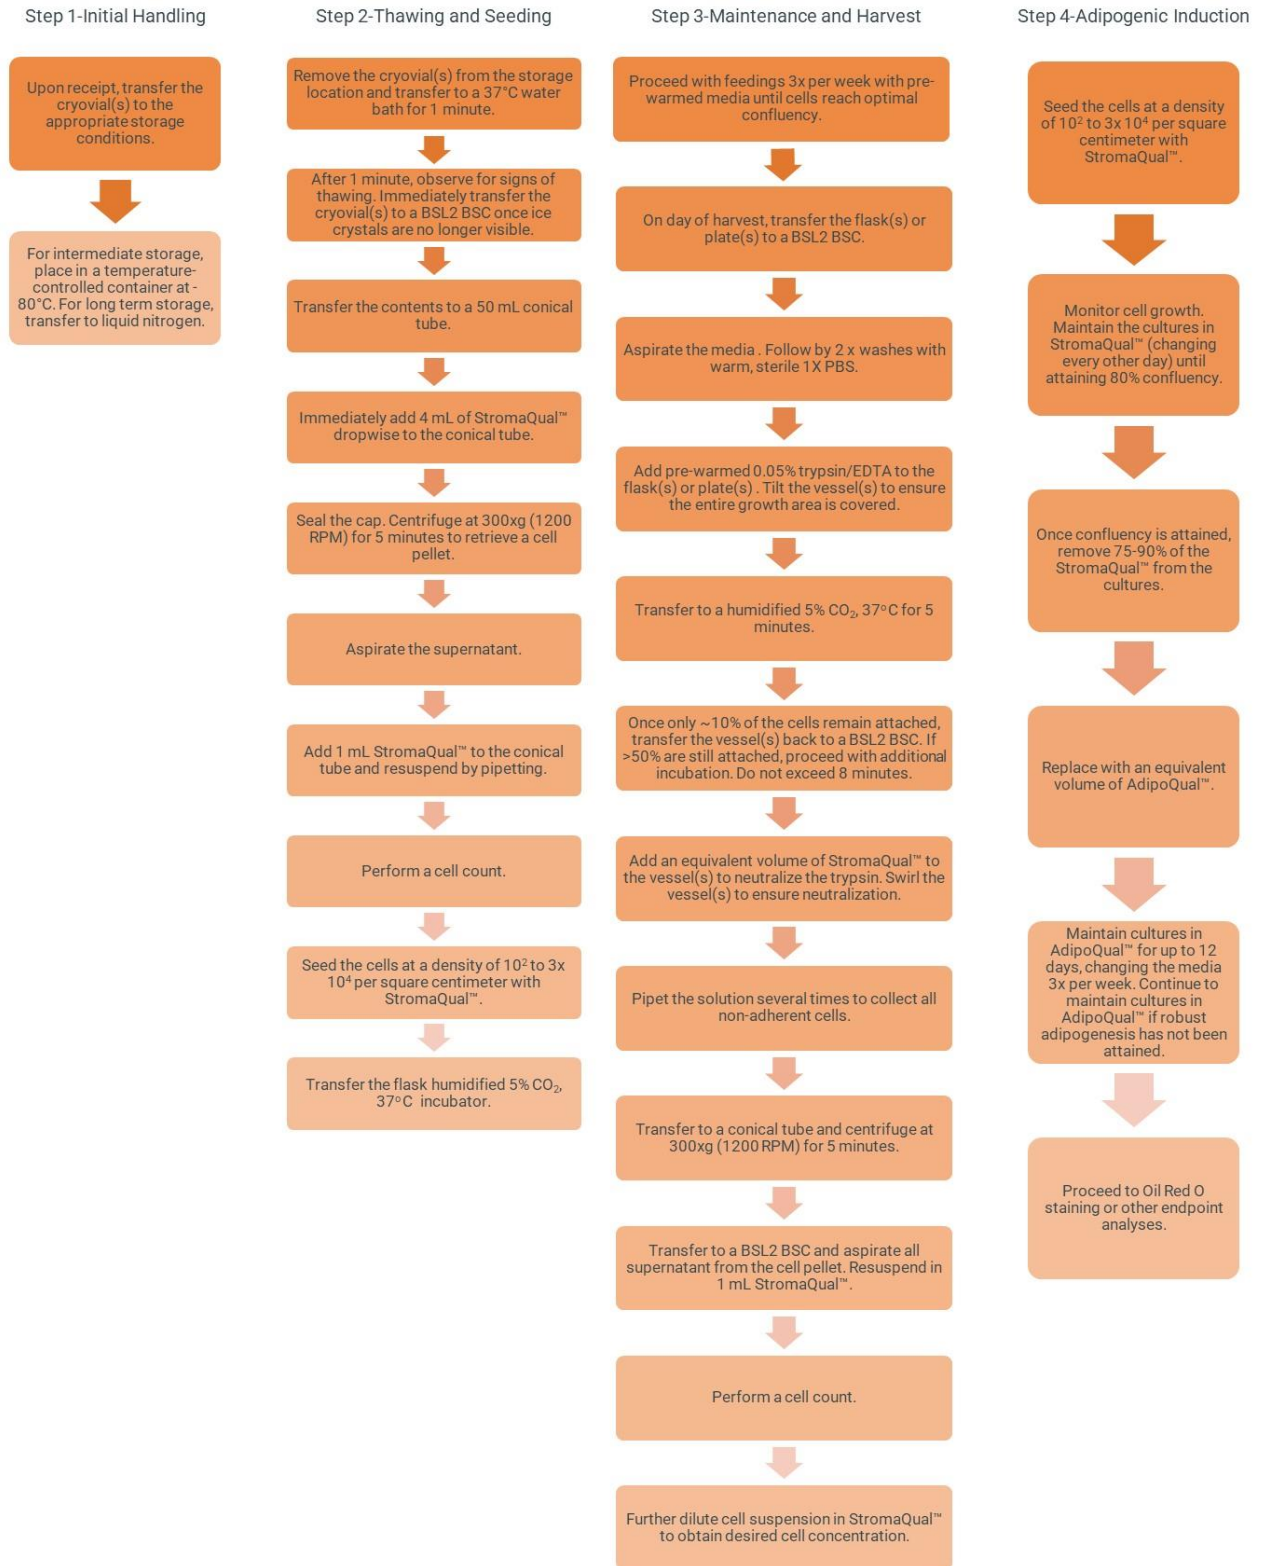 Step 1-Initial Handling
Upon receipt, transfer the
cryovial(s) to the
appropriate storage
conditions.
For intermediate storage,
place in a temperature-
controlled container at -
80°C. For long term storage,
transfer to liquid nitrogen.
Step 2-Thawing and Seeding
Remove the cryovial(s) from the storage
location and transfer to a 37°C water
bath for 1 minute.
After 1 minute, observe for signs of
thawing. Immediately transfer the
cryovial(s) to a BSL2 BSC once ice
crystals are no longer visible.
Transfer the contents to a 50 mL conical
tube.
Immediately add 4 mL of StromaQual™
dropwise to the conical tube.
Seal the cap. Centrifuge at 300xg (1200
RPM) for 5 minutes to retrieve a cell
pellet.
Aspirate the supernatant.
Add 1 mL StromaQual™ to the conical
tube and resuspend by pipetting.
Perform a cell count.
Seed the cells at a density of 10² to 3x
10⁴ per square centimeter with
StromaQual™.
Transfer the flask humidified 5% CO₂,
37°C incubator.
Step 3-Maintenance and Harvest
Proceed with feedings 3x per week with pre-
warmed media until cells reach optimal
confluency.
On day of harvest, transfer the flask(s) or
plate(s) to a BSL2 BSC.
Aspirate the media . Follow by 2 x washes with
warm, sterile 1X PBS.
Add pre-warmed 0.05% trypsin/EDTA to the
flask(s) or plate(s) . Tilt the vessel(s) to ensure
the entire growth area is covered.
Transfer to a humidified 5% CO₂, 37°C for 5
minutes.
Once only ~10% of the cells remain attached,
transfer the vessel(s) back to a BSL2 BSC. If
>50% are still attached, proceed with additional
incubation. Do not exceed 8 minutes.
Add an equivalent volume of StromaQual™ to
the vessel(s) to neutralize the trypsin. Swirl the
vessel(s) to ensure neutralization.
Pipet the solution several times to collect all
non-adherent cells.
Transfer to a conical tube and centrifuge at
300xg (1200 RPM) for 5 minutes.
Transfer to a BSL2 BSC and aspirate all
supernatant from the cell pellet. Resuspend in
1 mL StromaQual™.
Perform a cell count.
Further dilute cell suspension in StromaQual™
to obtain desired cell concentration.
Step 4-Adipogenic Induction
Seed the cells at a density
of 10² to 3x 10⁴ per square
centimeter with
StromaQual™.
Monitor cell growth.
Maintain the cultures in
StromaQual™ (changing
every other day) until
attaining 80% confluency.
Once confluency is attained,
remove 75-90% of the
StromaQual™ from the
cultures.
Replace with an equivalent
volume of AdipoQual™.
Maintain cultures in
AdipoQual™ for up to 12
days, changing the media
3x per week. Continue to
maintain cultures in
AdipoQual™ if robust
adipogenesis has not been
attained.
Proceed to Oil Red O
staining or other endpoint
analyses.